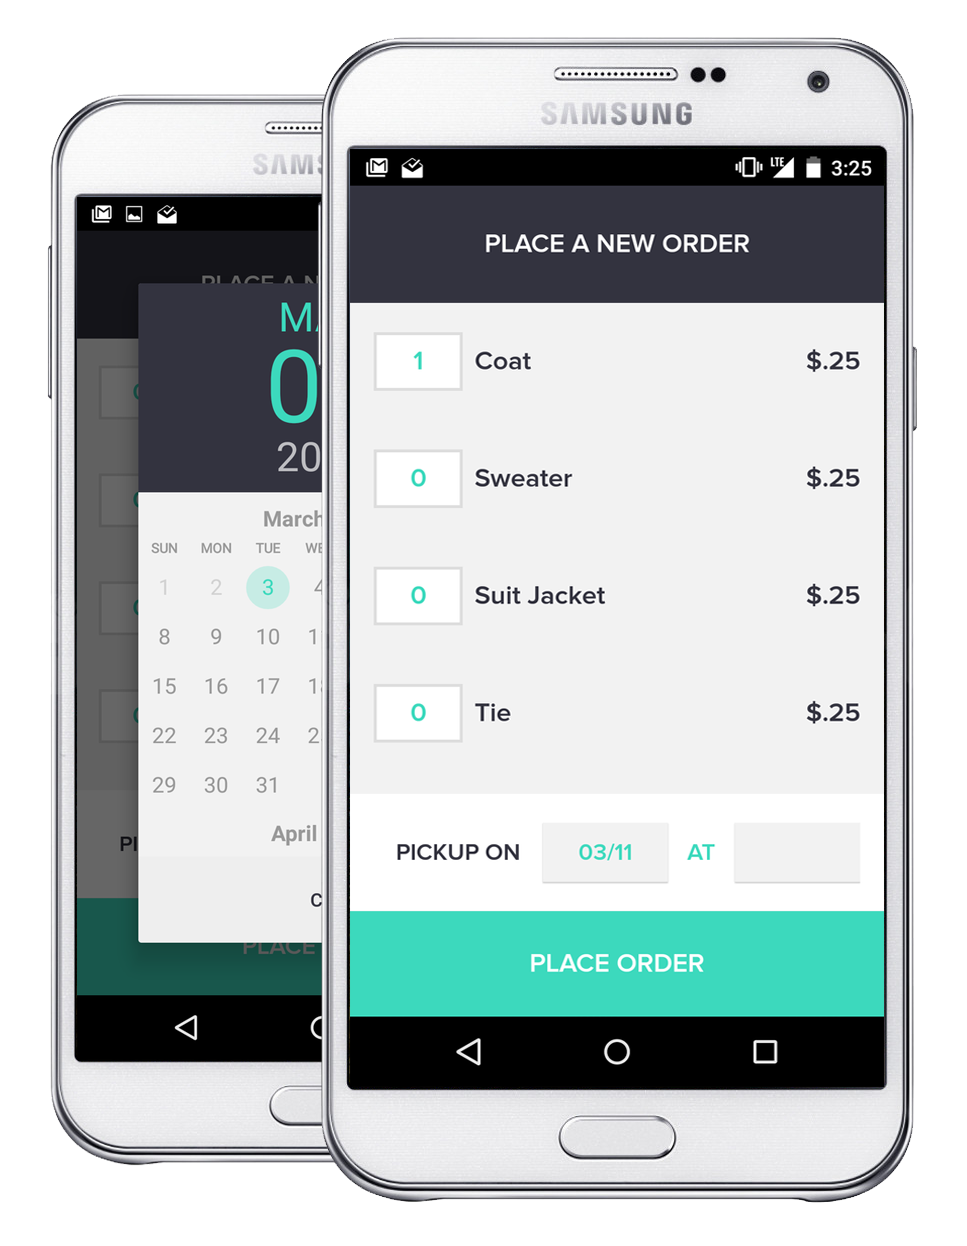 SAMSUNG
LTE 3:25
PLACE A NEW ORDER
1 Coat $.25
0 Sweater $.25
0 Suit Jacket $.25
0 Tie $.25
PICKUP ON 03/11 AT
PLACE ORDER
SAMS
PLACE A N
MA
0
20
March
SUN MON TUE WE
1 2 3 4
8 9 10 1
15 16 17 18
22 23 24 2
29 30 31
April
PI
C
PLACE